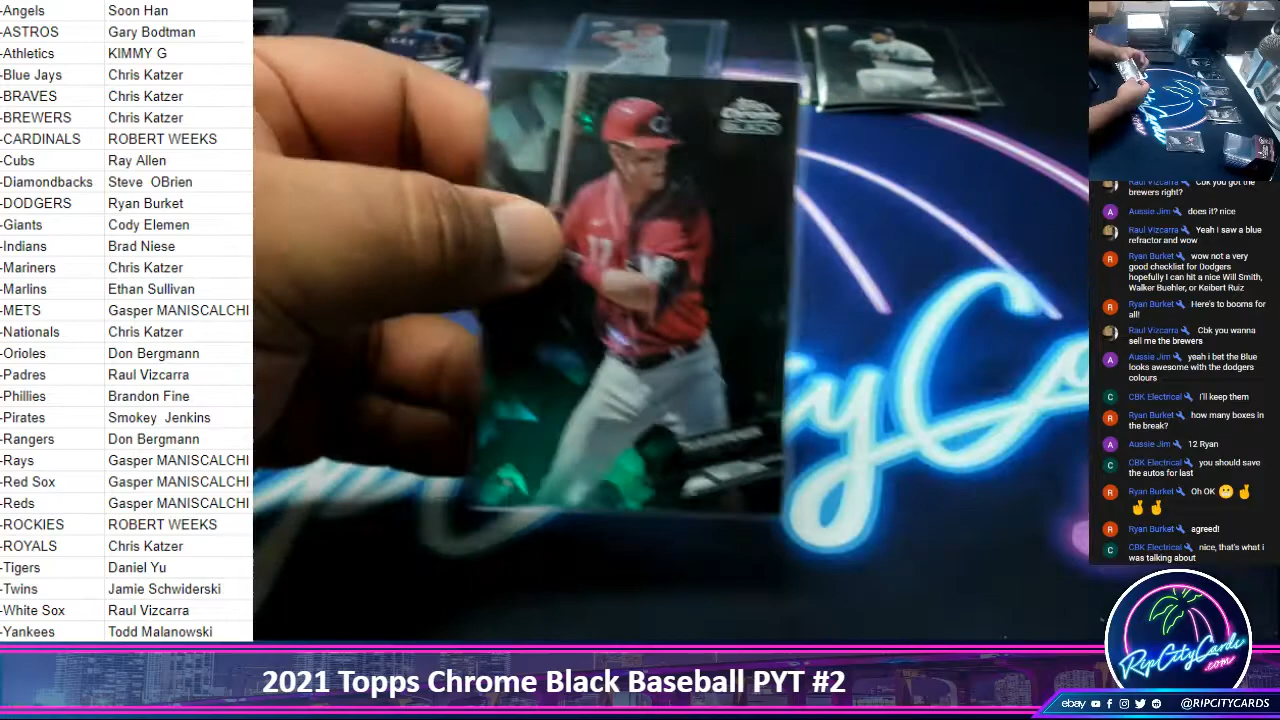 -Angels Soon Han
-ASTROS Gary Bodtman
-Athletics KIMMY G
-Blue Jays Chris Katzer
-BRAVES Chris Katzer
-BREWERS Chris Katzer
-CARDINALS ROBERT WEEKS
-Cubs Ray Allen
-Diamondbacks Steve OBrien
-DODGERS Ryan Burket
-Giants Cody Elemen
-Indians Brad Niese
-Mariners Chris Katzer
-Marlins Ethan Sullivan
-METS Gasper MANISCALCHI
-Nationals Chris Katzer
-Orioles Don Bergmann
-Padres Raul Vizcarra
-Phillies Brandon Fine
-Pirates Smokey Jenkins
-Rangers Don Bergmann
-Rays Gasper MANISCALCHI
-Red Sox Gasper MANISCALCHI
-Reds Gasper MANISCALCHI
-ROCKIES ROBERT WEEKS
-ROYALS Chris Katzer
-Tigers Daniel Yu
-Twins Jamie Schwiderski
-White Sox Raul Vizcarra
-Yankees Todd Malanowski
Raul Vizcarra Cbk you got the
brewers right?
A Aussie Jim does it? nice
Raul Vizcarra Yeah I saw a blue
refractor and wow
R Ryan Burket wow not a very
good checklist for Dodgers
hopefully I can hit a nice Will Smith,
Walker Buehler, or Keibert Ruiz
R Ryan Burket Here's to booms for
all!
Raul Vizcarra Cbk you wanna
sell me the brewers
A Aussie Jim yeah i bet the Blue
looks awesome with the dodgers
colours
C CBK Electrical I'll keep them
R Ryan Burket how many boxes in
the break?
A Aussie Jim 12 Ryan
C CBK Electrical you should save
the autos for last
R Ryan Burket Oh OK 😬 🤞
🤞 🤞
R Ryan Burket agreed!
C CBK Electrical nice, that's what i
was talking about
RipCityCards
.com
2021 Topps Chrome Black Baseball PYT #2
ebay @RIPCITYCARDS